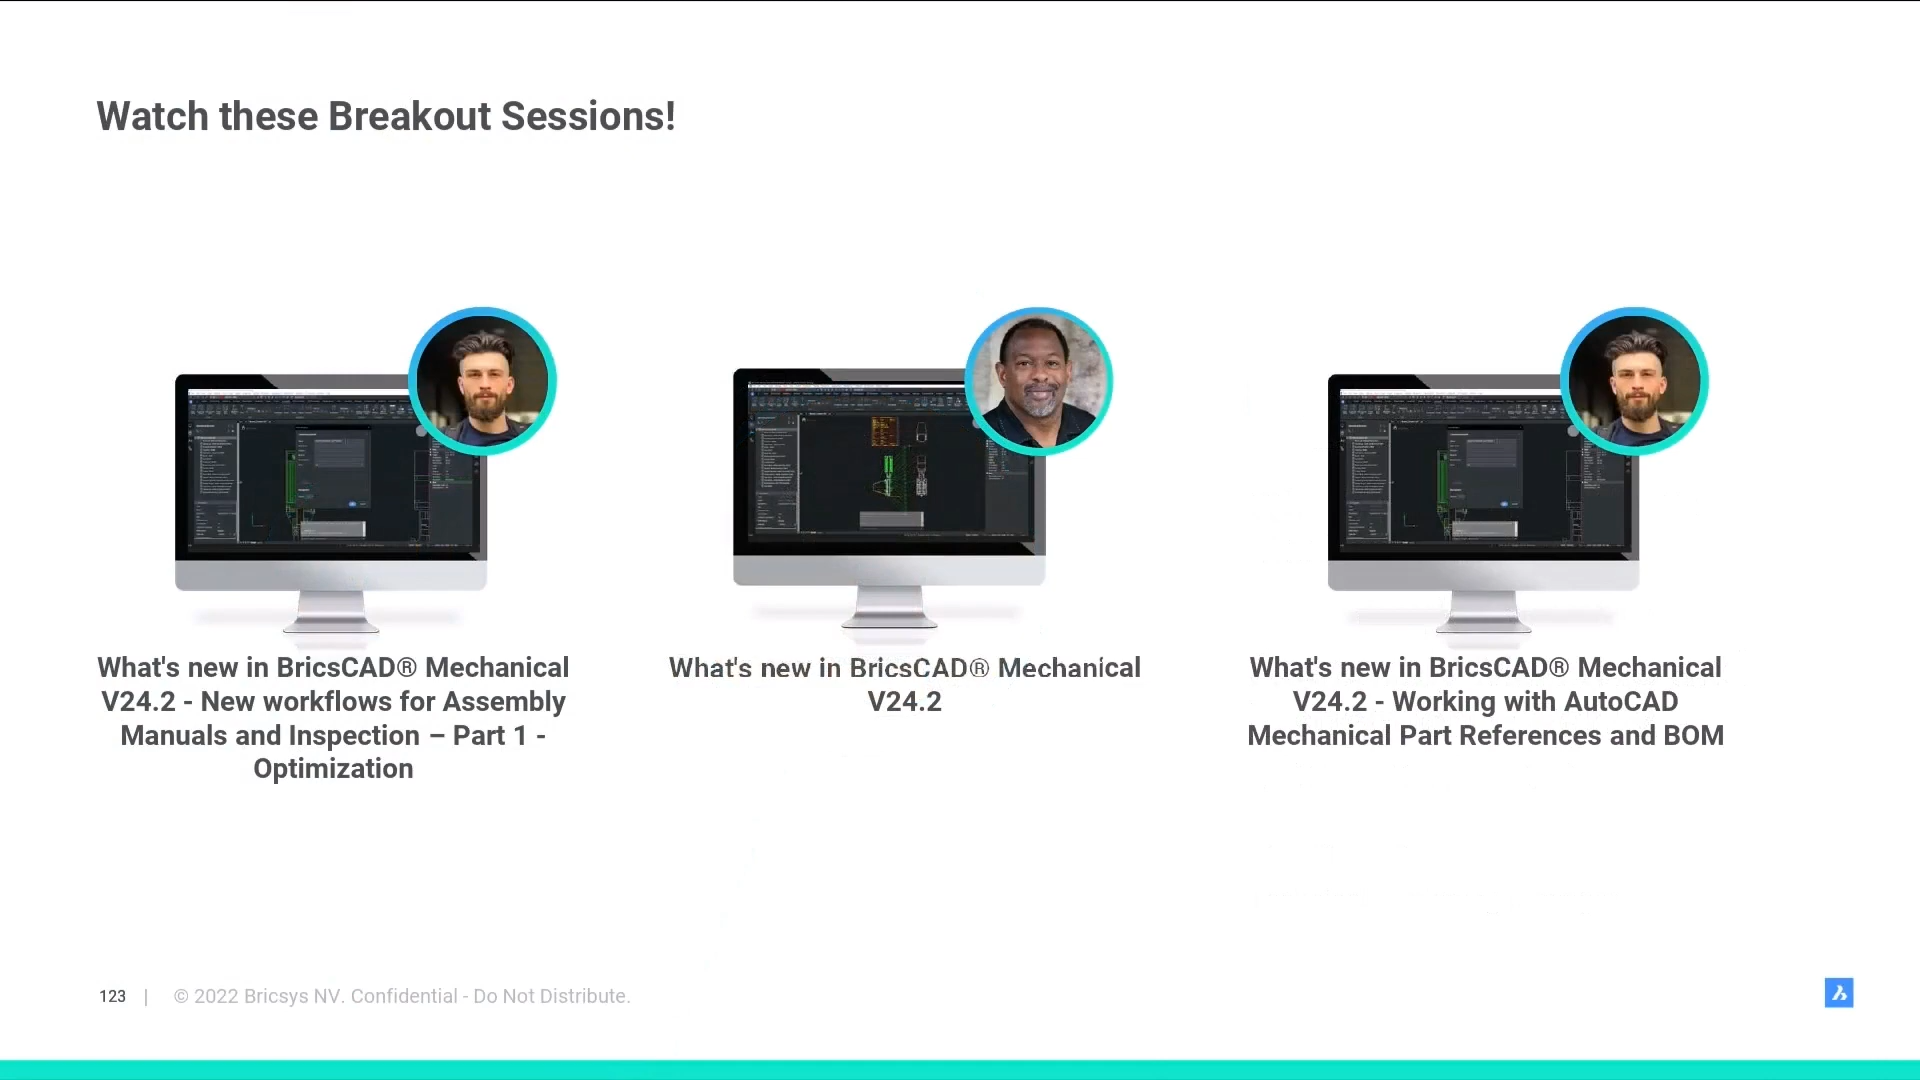 Watch these Breakout Sessions!
What's new in BricsCAD® Mechanical
V24.2 - New workflows for Assembly
Manuals and Inspection – Part 1 -
Optimization
What's new in BricsCAD® Mechanical
V24.2
What's new in BricsCAD® Mechanical
V24.2 - Working with AutoCAD
Mechanical Part References and BOM
123 | © 2022 Bricsys NV. Confidential - Do Not Distribute.